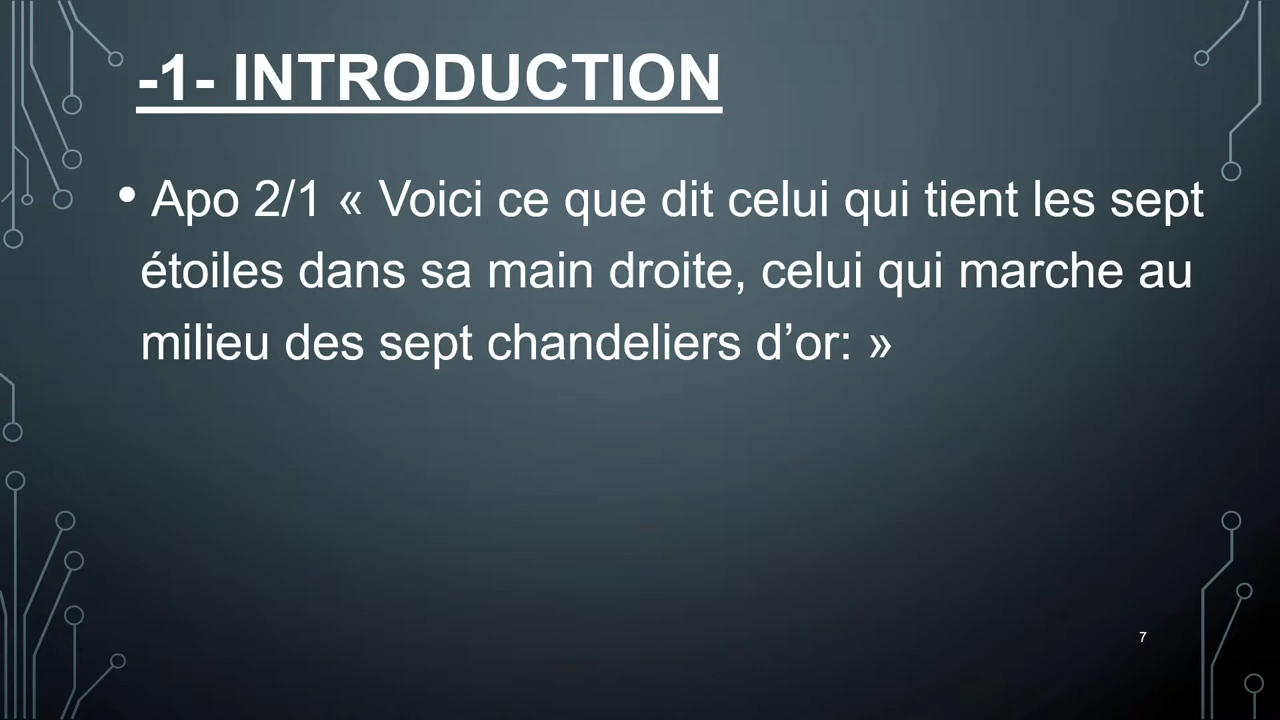 -1- INTRODUCTION
• Apo 2/1 « Voici ce que dit celui qui tient les sept
étoiles dans sa main droite, celui qui marche au
milieu des sept chandeliers d’or: »
7